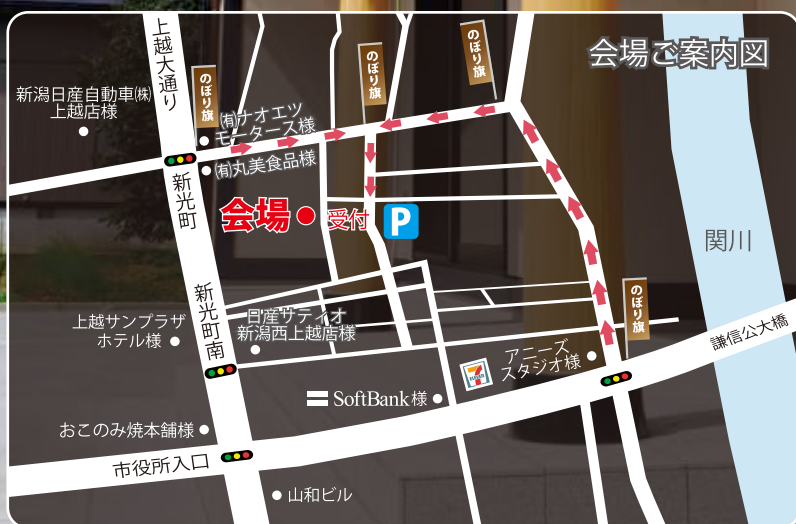 会場ご案内図
上越大通り
のぼり旗
のぼり旗
のぼり旗
新潟日産自動車㈱
上越店様
㈲ナオエツ
モータース様
㈲丸美食品様
新光町
会場
受付
P
関川
新光町南
のぼり旗
上越サンプラザ
ホテル様
日産サティオ
新潟西上越店様
謙信公大橋
アニーズ
スタジオ様
7
SoftBank様
おこのみ焼本舗様
市役所入口
山和ビル